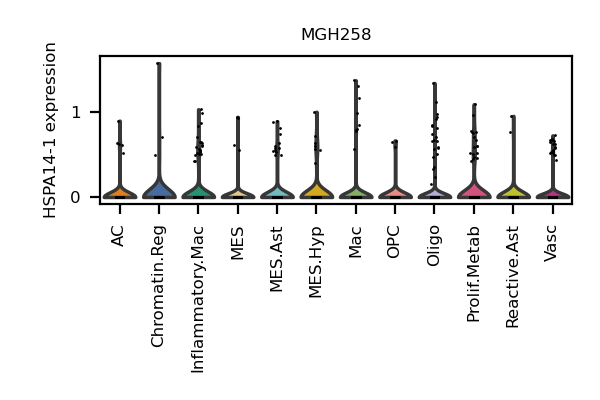 MGH258
HSPA14-1 expression
1
0
AC
Chromatin.Reg
Inflammatory.Mac
MES
MES.Ast
MES.Hyp
Mac
OPC
Oligo
Prolif.Metab
Reactive.Ast
Vasc